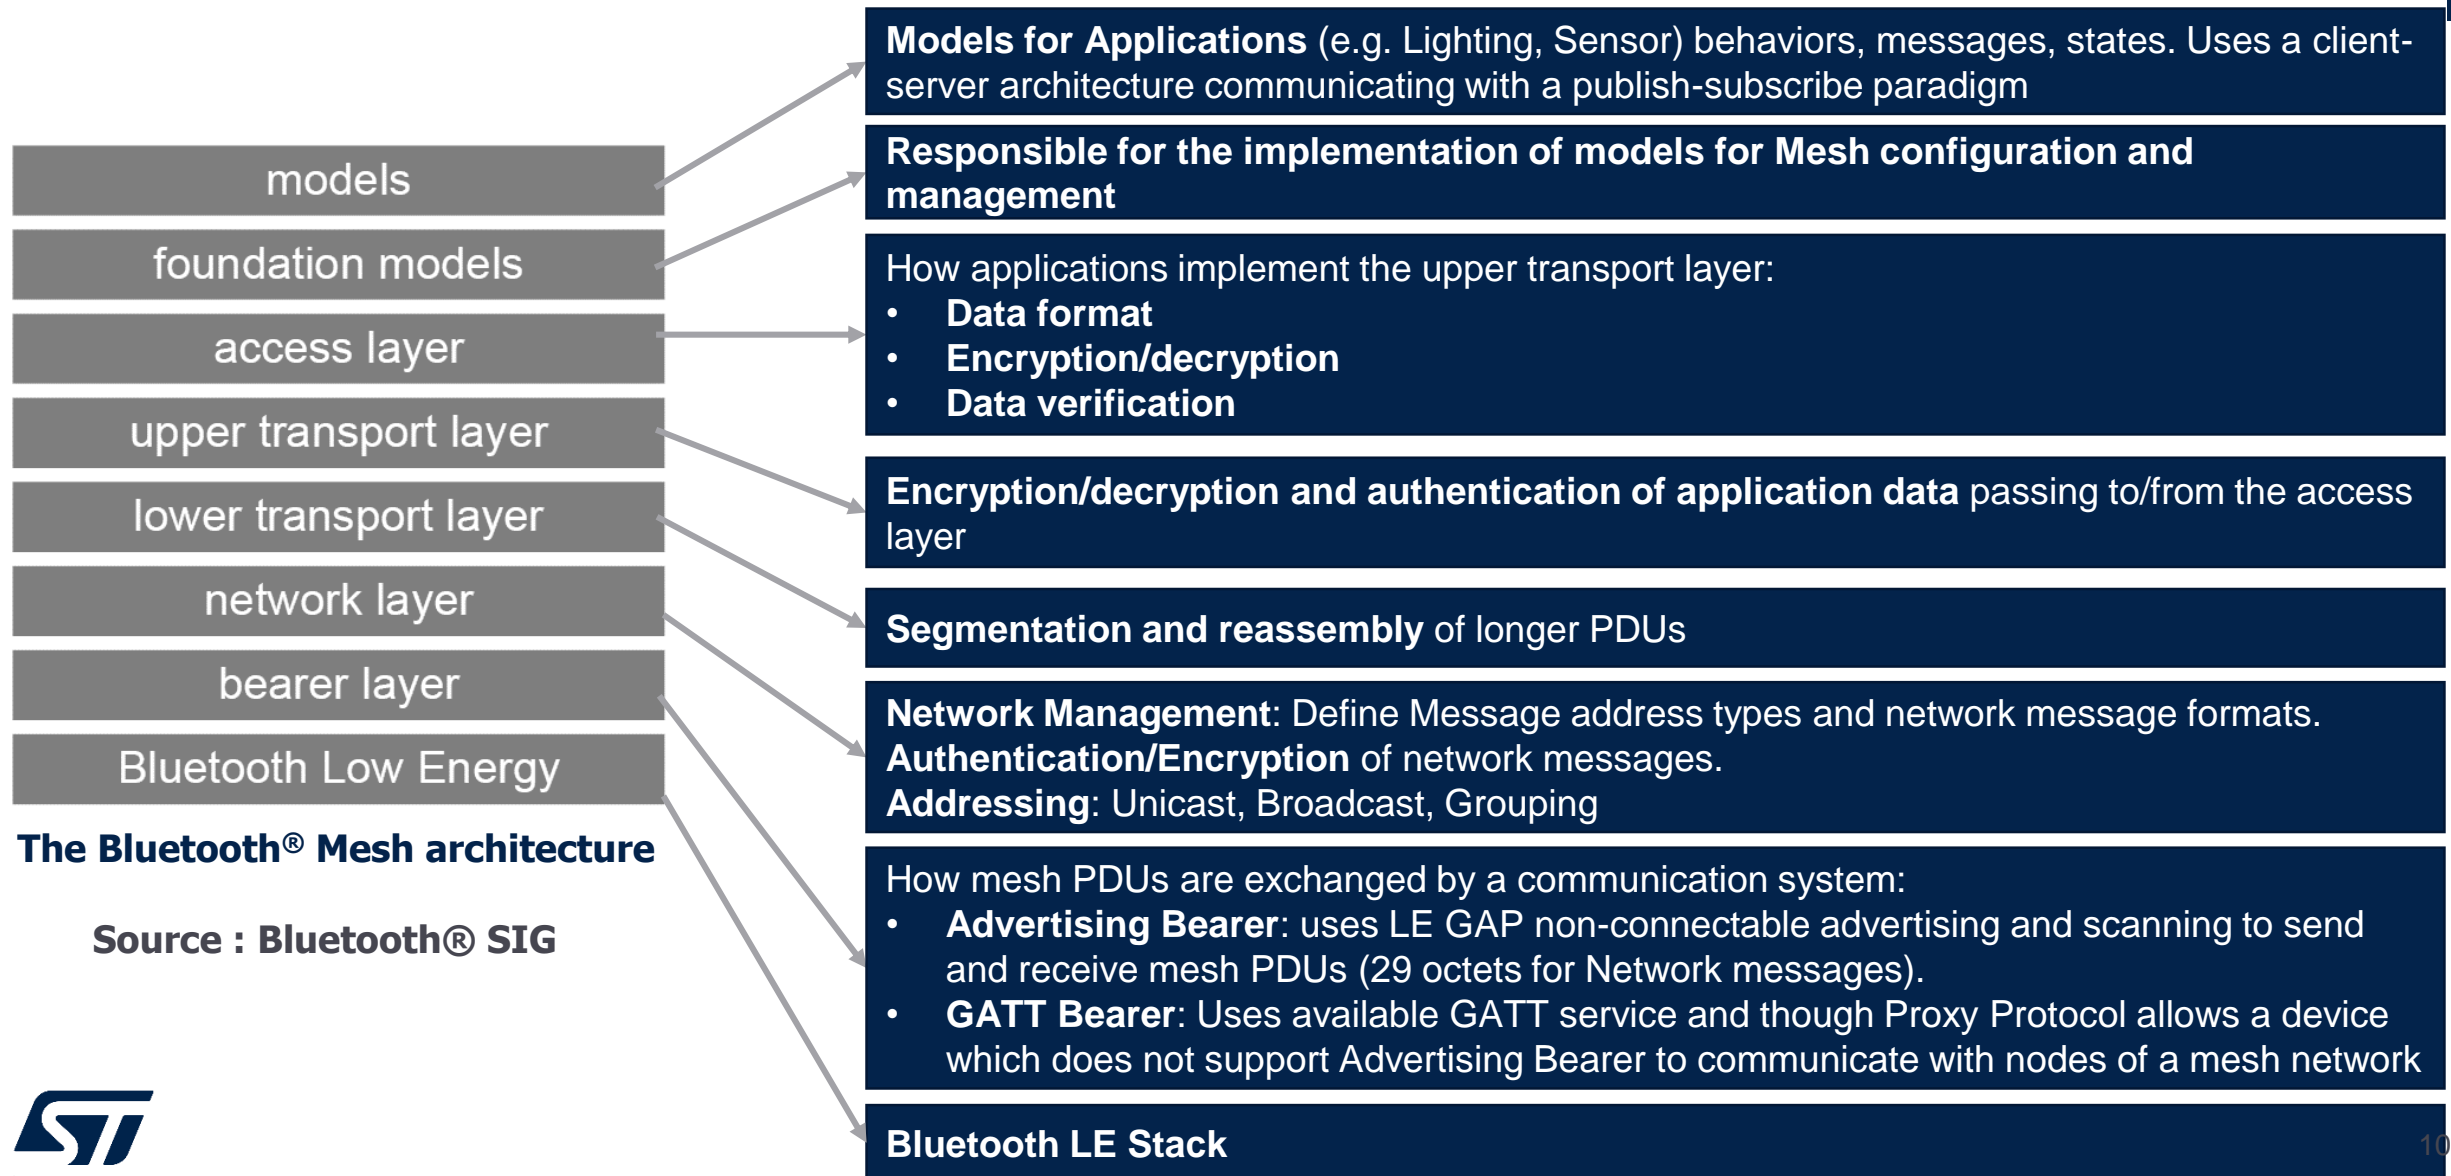 models
foundation models
access layer
upper transport layer
lower transport layer
network layer
bearer layer
Bluetooth Low Energy
The Bluetooth® Mesh architecture
Source : Bluetooth® SIG
ST
Models for Applications (e.g. Lighting, Sensor) behaviors, messages, states. Uses a client-
server architecture communicating with a publish-subscribe paradigm
Responsible for the implementation of models for Mesh configuration and
management
How applications implement the upper transport layer:
• Data format
• Encryption/decryption
• Data verification
Encryption/decryption and authentication of application data passing to/from the access
layer
Segmentation and reassembly of longer PDUs
Network Management: Define Message address types and network message formats.
Authentication/Encryption of network messages.
Addressing: Unicast, Broadcast, Grouping
How mesh PDUs are exchanged by a communication system:
• Advertising Bearer: uses LE GAP non-connectable advertising and scanning to send
and receive mesh PDUs (29 octets for Network messages).
• GATT Bearer: Uses available GATT service and though Proxy Protocol allows a device
which does not support Advertising Bearer to communicate with nodes of a mesh network
Bluetooth LE Stack
10